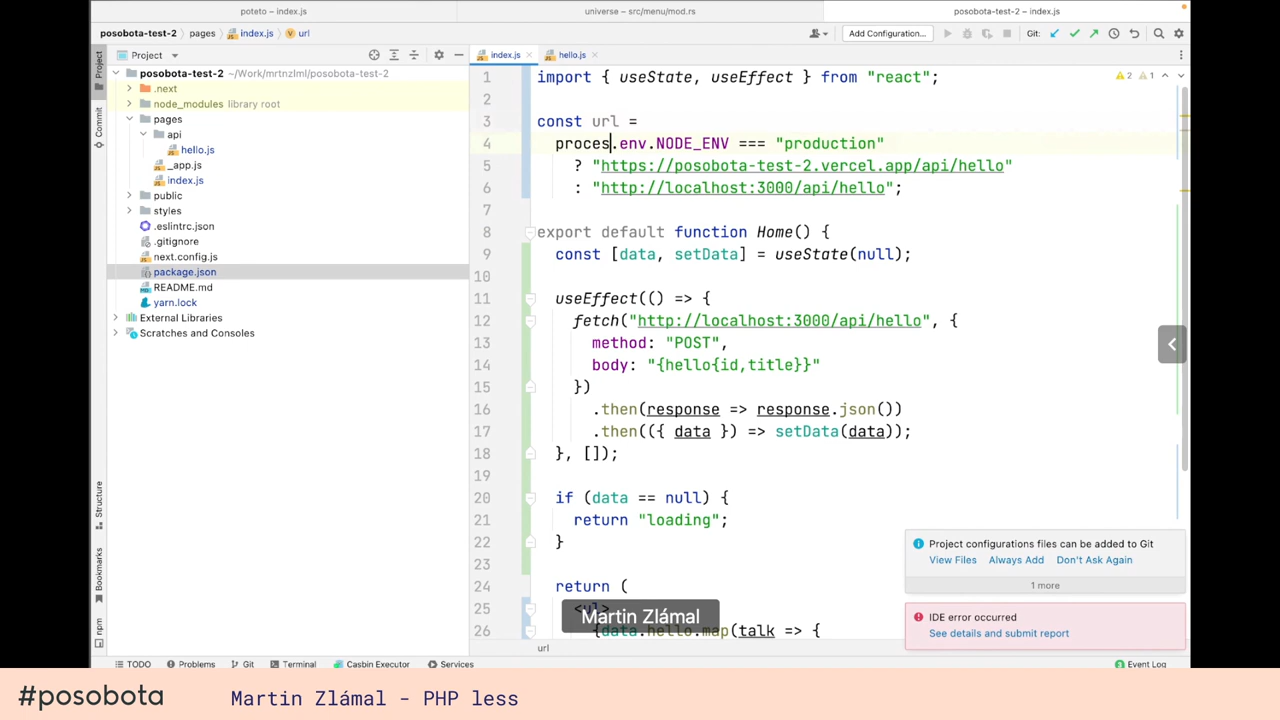 poteto – index.js
universe – src/menu/mod.rs
posobota-test-2 – index.js
posobota-test-2 › pages › index.js › url
Add Configuration...
Git:
Project
index.js
hello.js
Project
Commit
Structure
Bookmarks
npm
posobota-test-2 ~/Work/mrtnzlml/posobota-test-2
.next
node_modules library root
pages
api
hello.js
_app.js
index.js
public
styles
.eslintrc.json
.gitignore
next.config.js
package.json
README.md
yarn.lock
External Libraries
Scratches and Consoles
2 1
1 import { useState, useEffect } from "react";
2
3 const url =
4 proces.env.NODE_ENV === "production"
5 ? "https://posobota-test-2.vercel.app/api/hello"
6 : "http://localhost:3000/api/hello";
7
8 export default function Home() {
9 const [data, setData] = useState(null);
10
11 useEffect(() => {
12 fetch("http://localhost:3000/api/hello", {
13 method: "POST",
14 body: "{hello{id,title}}"
15 })
16 .then(response => response.json())
17 .then(({ data }) => setData(data));
18 }, []);
19
20 if (data == null) {
21 return "loading";
22 }
23
24 return (
25 <ul>
26 {data.hello.map(talk => {
Martin Zlámal
Project configurations files can be added to Git
View Files Always Add Don't Ask Again
1 more
IDE error occurred
See details and submit report
url
TODO Problems Git Terminal Casbin Executor Services Event Log
#posobota Martin Zlámal - PHP less